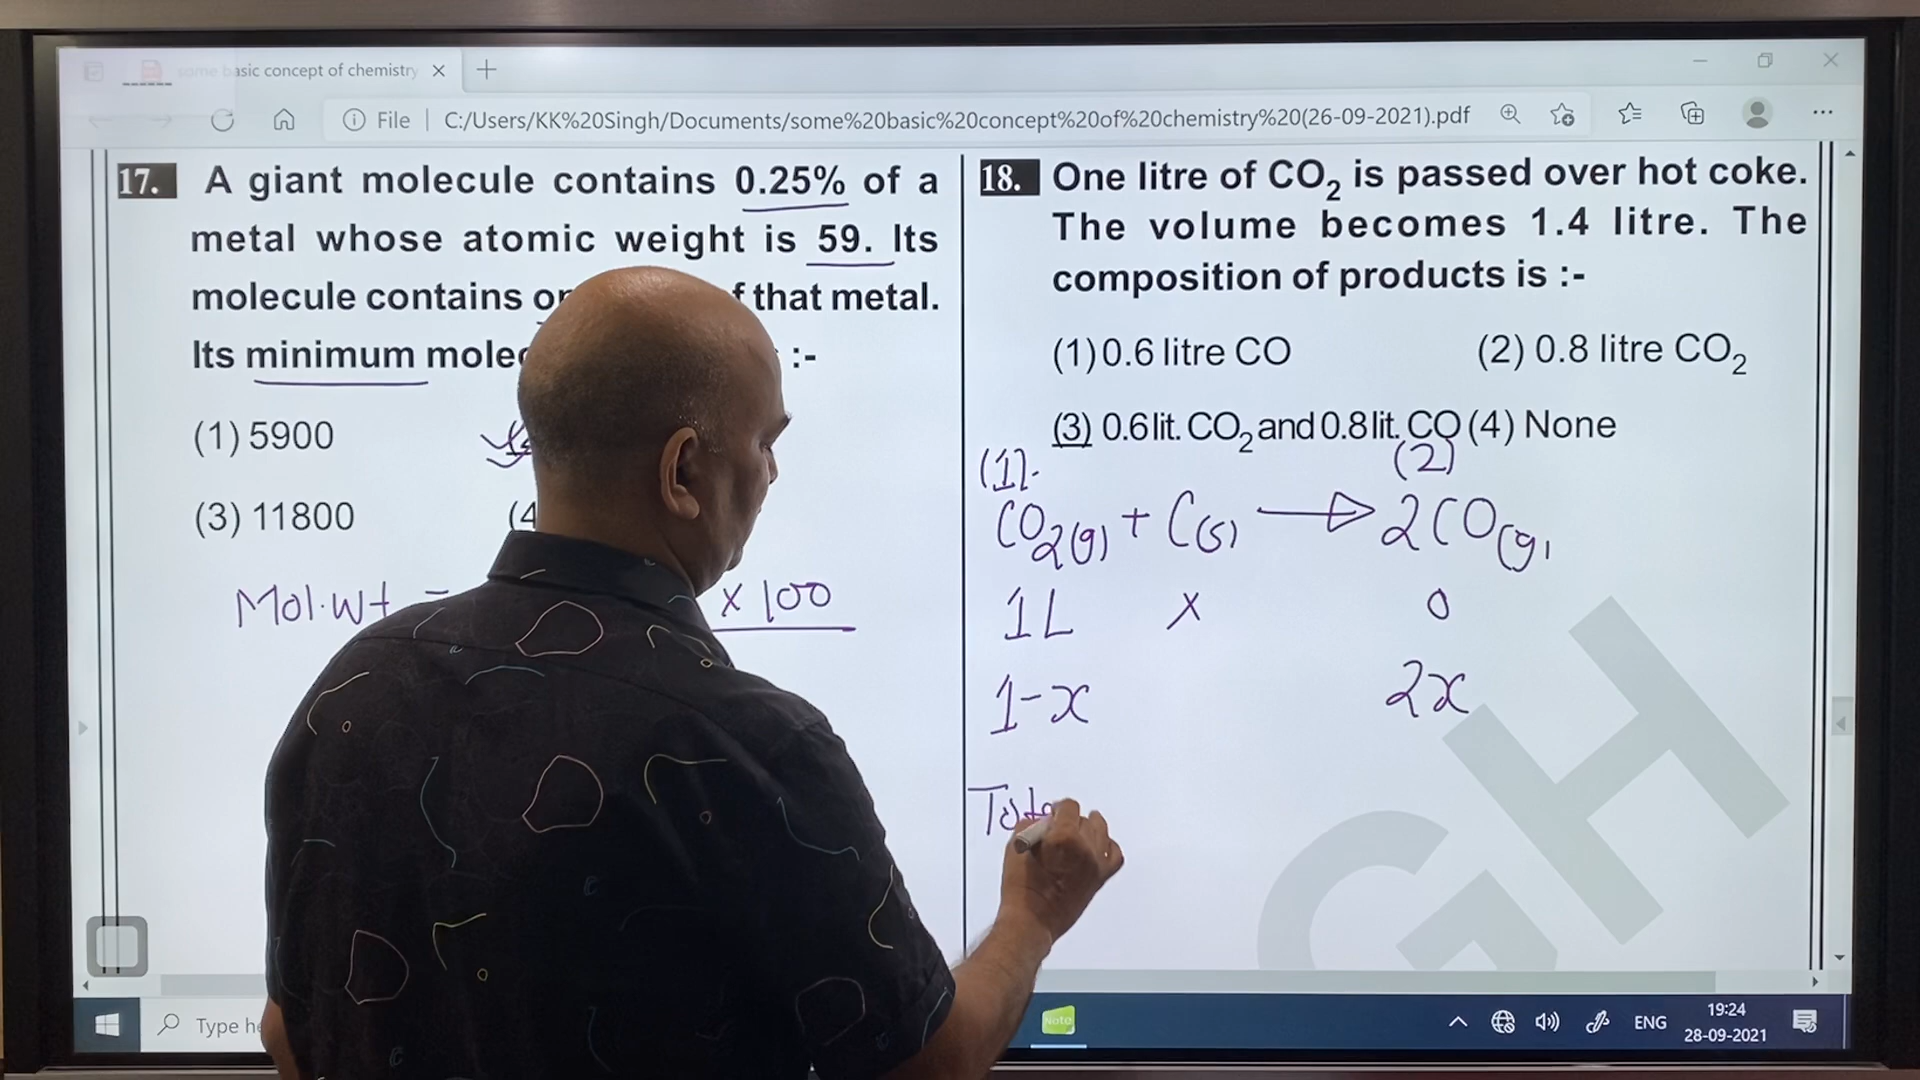 some basic concept of chemistry
File C:/Users/KK%20Singh/Documents/some%20basic%20concept%20of%20chemistry%20(26-09-2021).pdf
17. A giant molecule contains 0.25% of a
metal whose atomic weight is 59. Its
molecule contains that metal.
Its minimum :-
(1) 5900
(3) 11800
(4
Mol.wt = × 100
18. One litre of CO2 is passed over hot coke.
The volume becomes 1.4 litre. The
composition of products is :-
(1) 0.6 litre CO (2) 0.8 litre CO2
(3) 0.6 lit. CO2 and 0.8 lit. CO (4) None
(1). (2)
CO2(g) + C(s) → 2CO(g)
1L x 0
1-x 2x
GH
Type
Note
ENG
19:24
28-09-2021